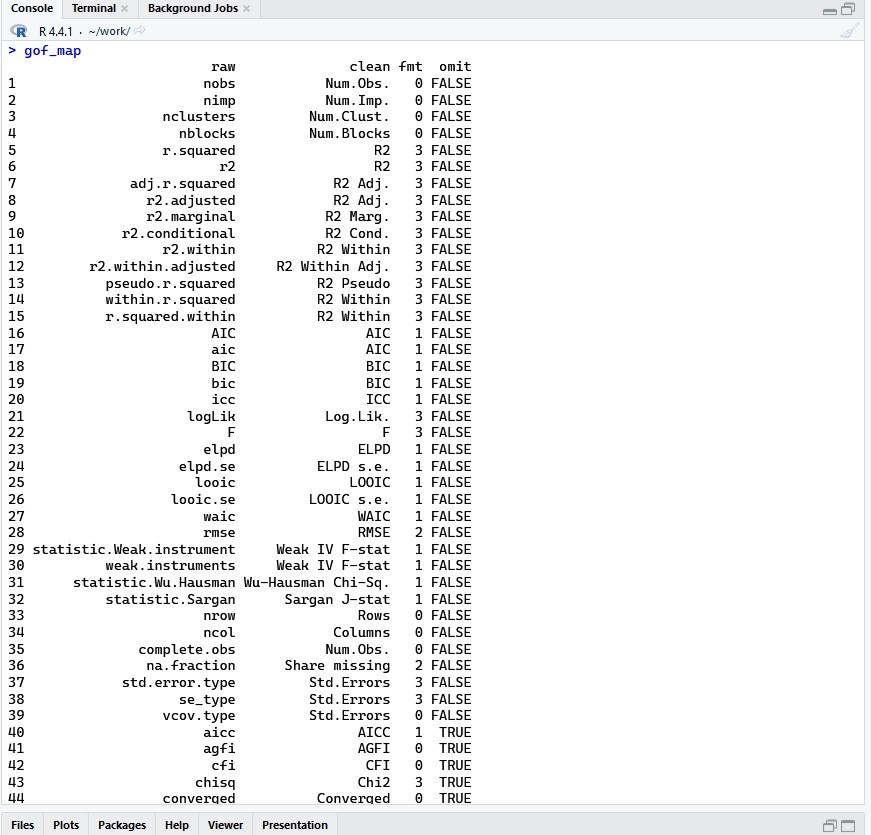 Console Terminal × Background Jobs ×
R R 4.4.1 · ~/work/
> gof_map
raw clean fmt omit
1 nobs Num.Obs. 0 FALSE
2 nimp Num.Imp. 0 FALSE
3 nclusters Num.Clust. 0 FALSE
4 nblocks Num.Blocks 0 FALSE
5 r.squared R2 3 FALSE
6 r2 R2 3 FALSE
7 adj.r.squared R2 Adj. 3 FALSE
8 r2.adjusted R2 Adj. 3 FALSE
9 r2.marginal R2 Marg. 3 FALSE
10 r2.conditional R2 Cond. 3 FALSE
11 r2.within R2 Within 3 FALSE
12 r2.within.adjusted R2 Within Adj. 3 FALSE
13 pseudo.r.squared R2 Pseudo 3 FALSE
14 within.r.squared R2 Within 3 FALSE
15 r.squared.within R2 Within 3 FALSE
16 AIC AIC 1 FALSE
17 aic AIC 1 FALSE
18 BIC BIC 1 FALSE
19 bic BIC 1 FALSE
20 icc ICC 1 FALSE
21 logLik Log.Lik. 3 FALSE
22 F F 3 FALSE
23 elpd ELPD 1 FALSE
24 elpd.se ELPD s.e. 1 FALSE
25 looic LOOIC 1 FALSE
26 looic.se LOOIC s.e. 1 FALSE
27 waic WAIC 1 FALSE
28 rmse RMSE 2 FALSE
29 statistic.Weak.instrument Weak IV F-stat 1 FALSE
30 weak.instruments Weak IV F-stat 1 FALSE
31 statistic.Wu.Hausman Wu-Hausman Chi-Sq. 1 FALSE
32 statistic.Sargan Sargan J-stat 1 FALSE
33 nrow Rows 0 FALSE
34 ncol Columns 0 FALSE
35 complete.obs Num.Obs. 0 FALSE
36 na.fraction Share missing 2 FALSE
37 std.error.type Std.Errors 3 FALSE
38 se_type Std.Errors 3 FALSE
39 vcov.type Std.Errors 0 FALSE
40 aicc AICC 1 TRUE
41 agfi AGFI 0 TRUE
42 cfi CFI 0 TRUE
43 chisq Chi2 3 TRUE
44 converged Converged 0 TRUE
Files Plots Packages Help Viewer Presentation